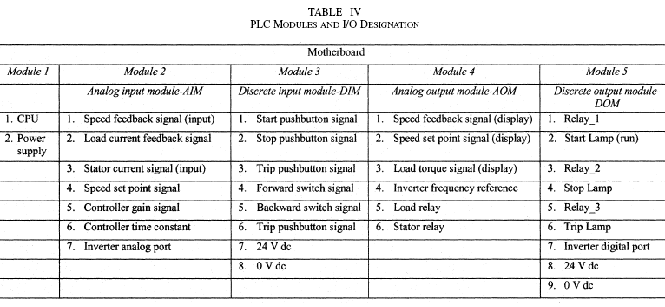 TABLE IV
PLC MODULES AND I/O DESIGNATION
Motherboard
Module 1 Module 2 Module 3 Module 4 Module 5
Analog input module AIM Discrete input module DIM Analog output module AOM Discrete output module DOM
1. CPU 1. Speed feedback signal (input) 1. Start pushbutton signal 1. Speed feedback signal (display) 1. Relay_1
2. Power supply 2. Load current feedback signal 2. Stop pushbutton signal 2. Speed set point signal (display) 2. Start Lamp (run)
3. Stator current signal (input) 3. Trip pushbutton signal 3. Load torque signal (display) 3. Relay_2
4. Speed set point signal 4. Forward switch signal 4. Inverter frequency reference 4. Stop Lamp
5. Controller gain signal 5. Backward switch signal 5. Load relay 5. Relay_3
6. Controller time constant 6. Trip pushbutton signal 6. Stator relay 6. Trip Lamp
7. Inverter analog port 7. 24 V dc 7. Inverter digital port
8. 0 V dc 8. 24 V dc
9. 0 V dc